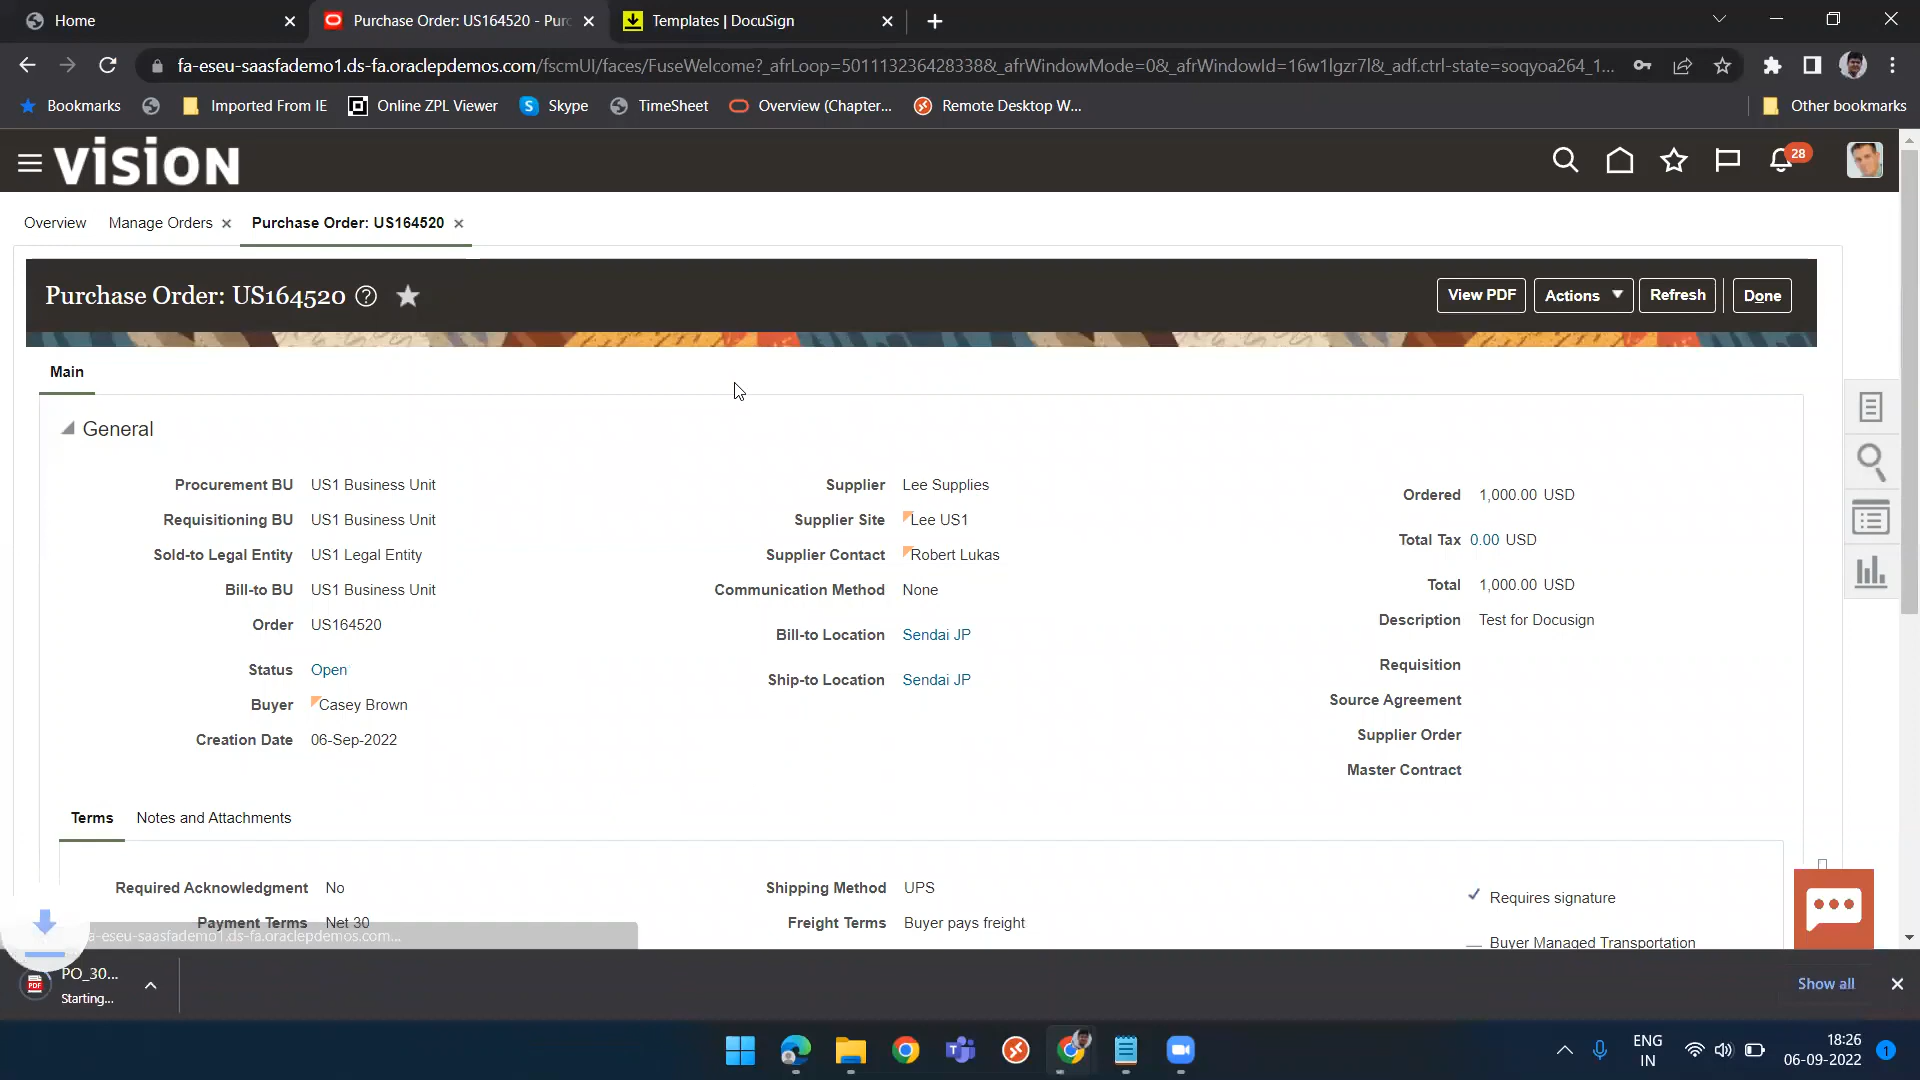 Home
Purchase Order: US164520 - Purc
Templates | DocuSign
fa-eseu-saasfademo1.ds-fa.oraclepdemos.com/fscmUI/faces/FuseWelcome?_afrLoop=501113236428338&_afrWindowMode=0&_afrWindowId=16w1lgzr7l&_adf.ctrl-state=soqyoa264_1...
Bookmarks
Imported From IE
Online ZPL Viewer
Skype
TimeSheet
Overview (Chapter...
Remote Desktop W...
Other bookmarks
vision
28
Overview
Manage Orders
Purchase Order: US164520
Purchase Order: US164520
View PDF
Actions
Refresh
Done
Main
General
Procurement BU US1 Business Unit
Requisitioning BU US1 Business Unit
Sold-to Legal Entity US1 Legal Entity
Bill-to BU US1 Business Unit
Order US164520
Status Open
Buyer Casey Brown
Creation Date 06-Sep-2022
Supplier Lee Supplies
Supplier Site Lee US1
Supplier Contact Robert Lukas
Communication Method None
Bill-to Location Sendai JP
Ship-to Location Sendai JP
Ordered 1,000.00 USD
Total Tax 0.00 USD
Total 1,000.00 USD
Description Test for Docusign
Requisition
Source Agreement
Supplier Order
Master Contract
Terms
Notes and Attachments
Required Acknowledgment No
Payment Terms Net 30
Shipping Method UPS
Freight Terms Buyer pays freight
Requires signature
Buyer Managed Transportation
a-eseu-saasfademo1.ds-fa.oraclepdemos.com...
PDF
PO_30...
Starting...
Show all
ENG
IN
18:26
06-09-2022
1